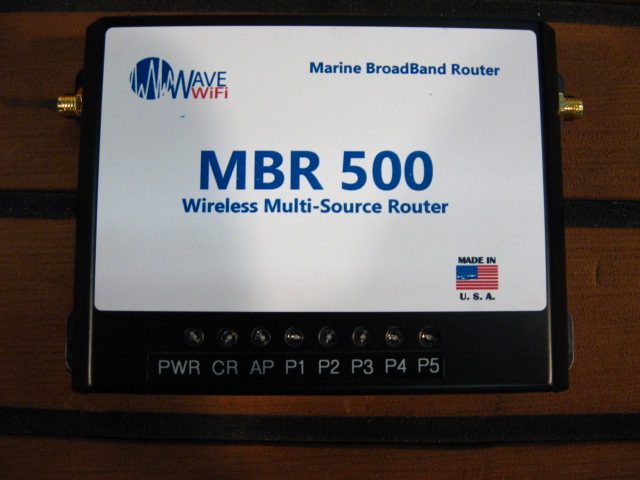 WAVE
WiFi
Marine BroadBand Router
MBR 500
Wireless Multi-Source Router
MADE IN
U. S. A.
PWR CR AP P1 P2 P3 P4 P5